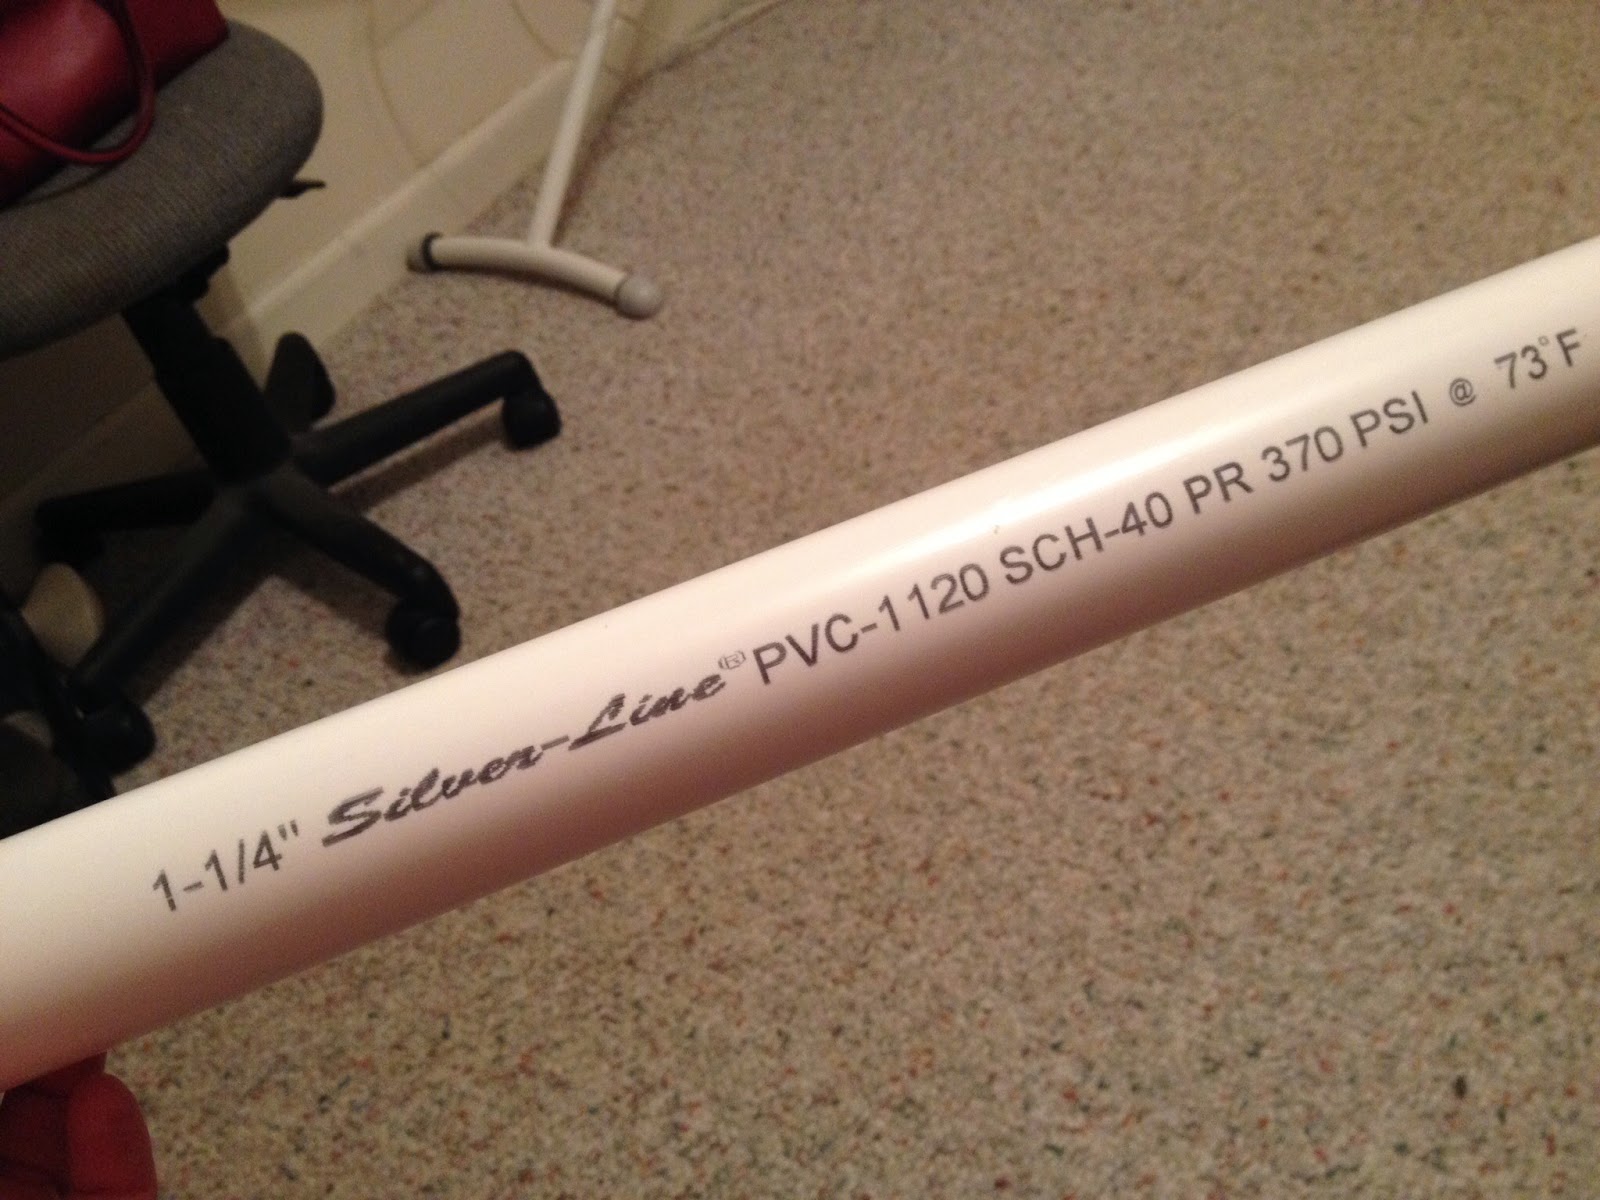 1-1/4" Silver-Line® PVC-1120 SCH-40 PR 370 PSI @ 73°F